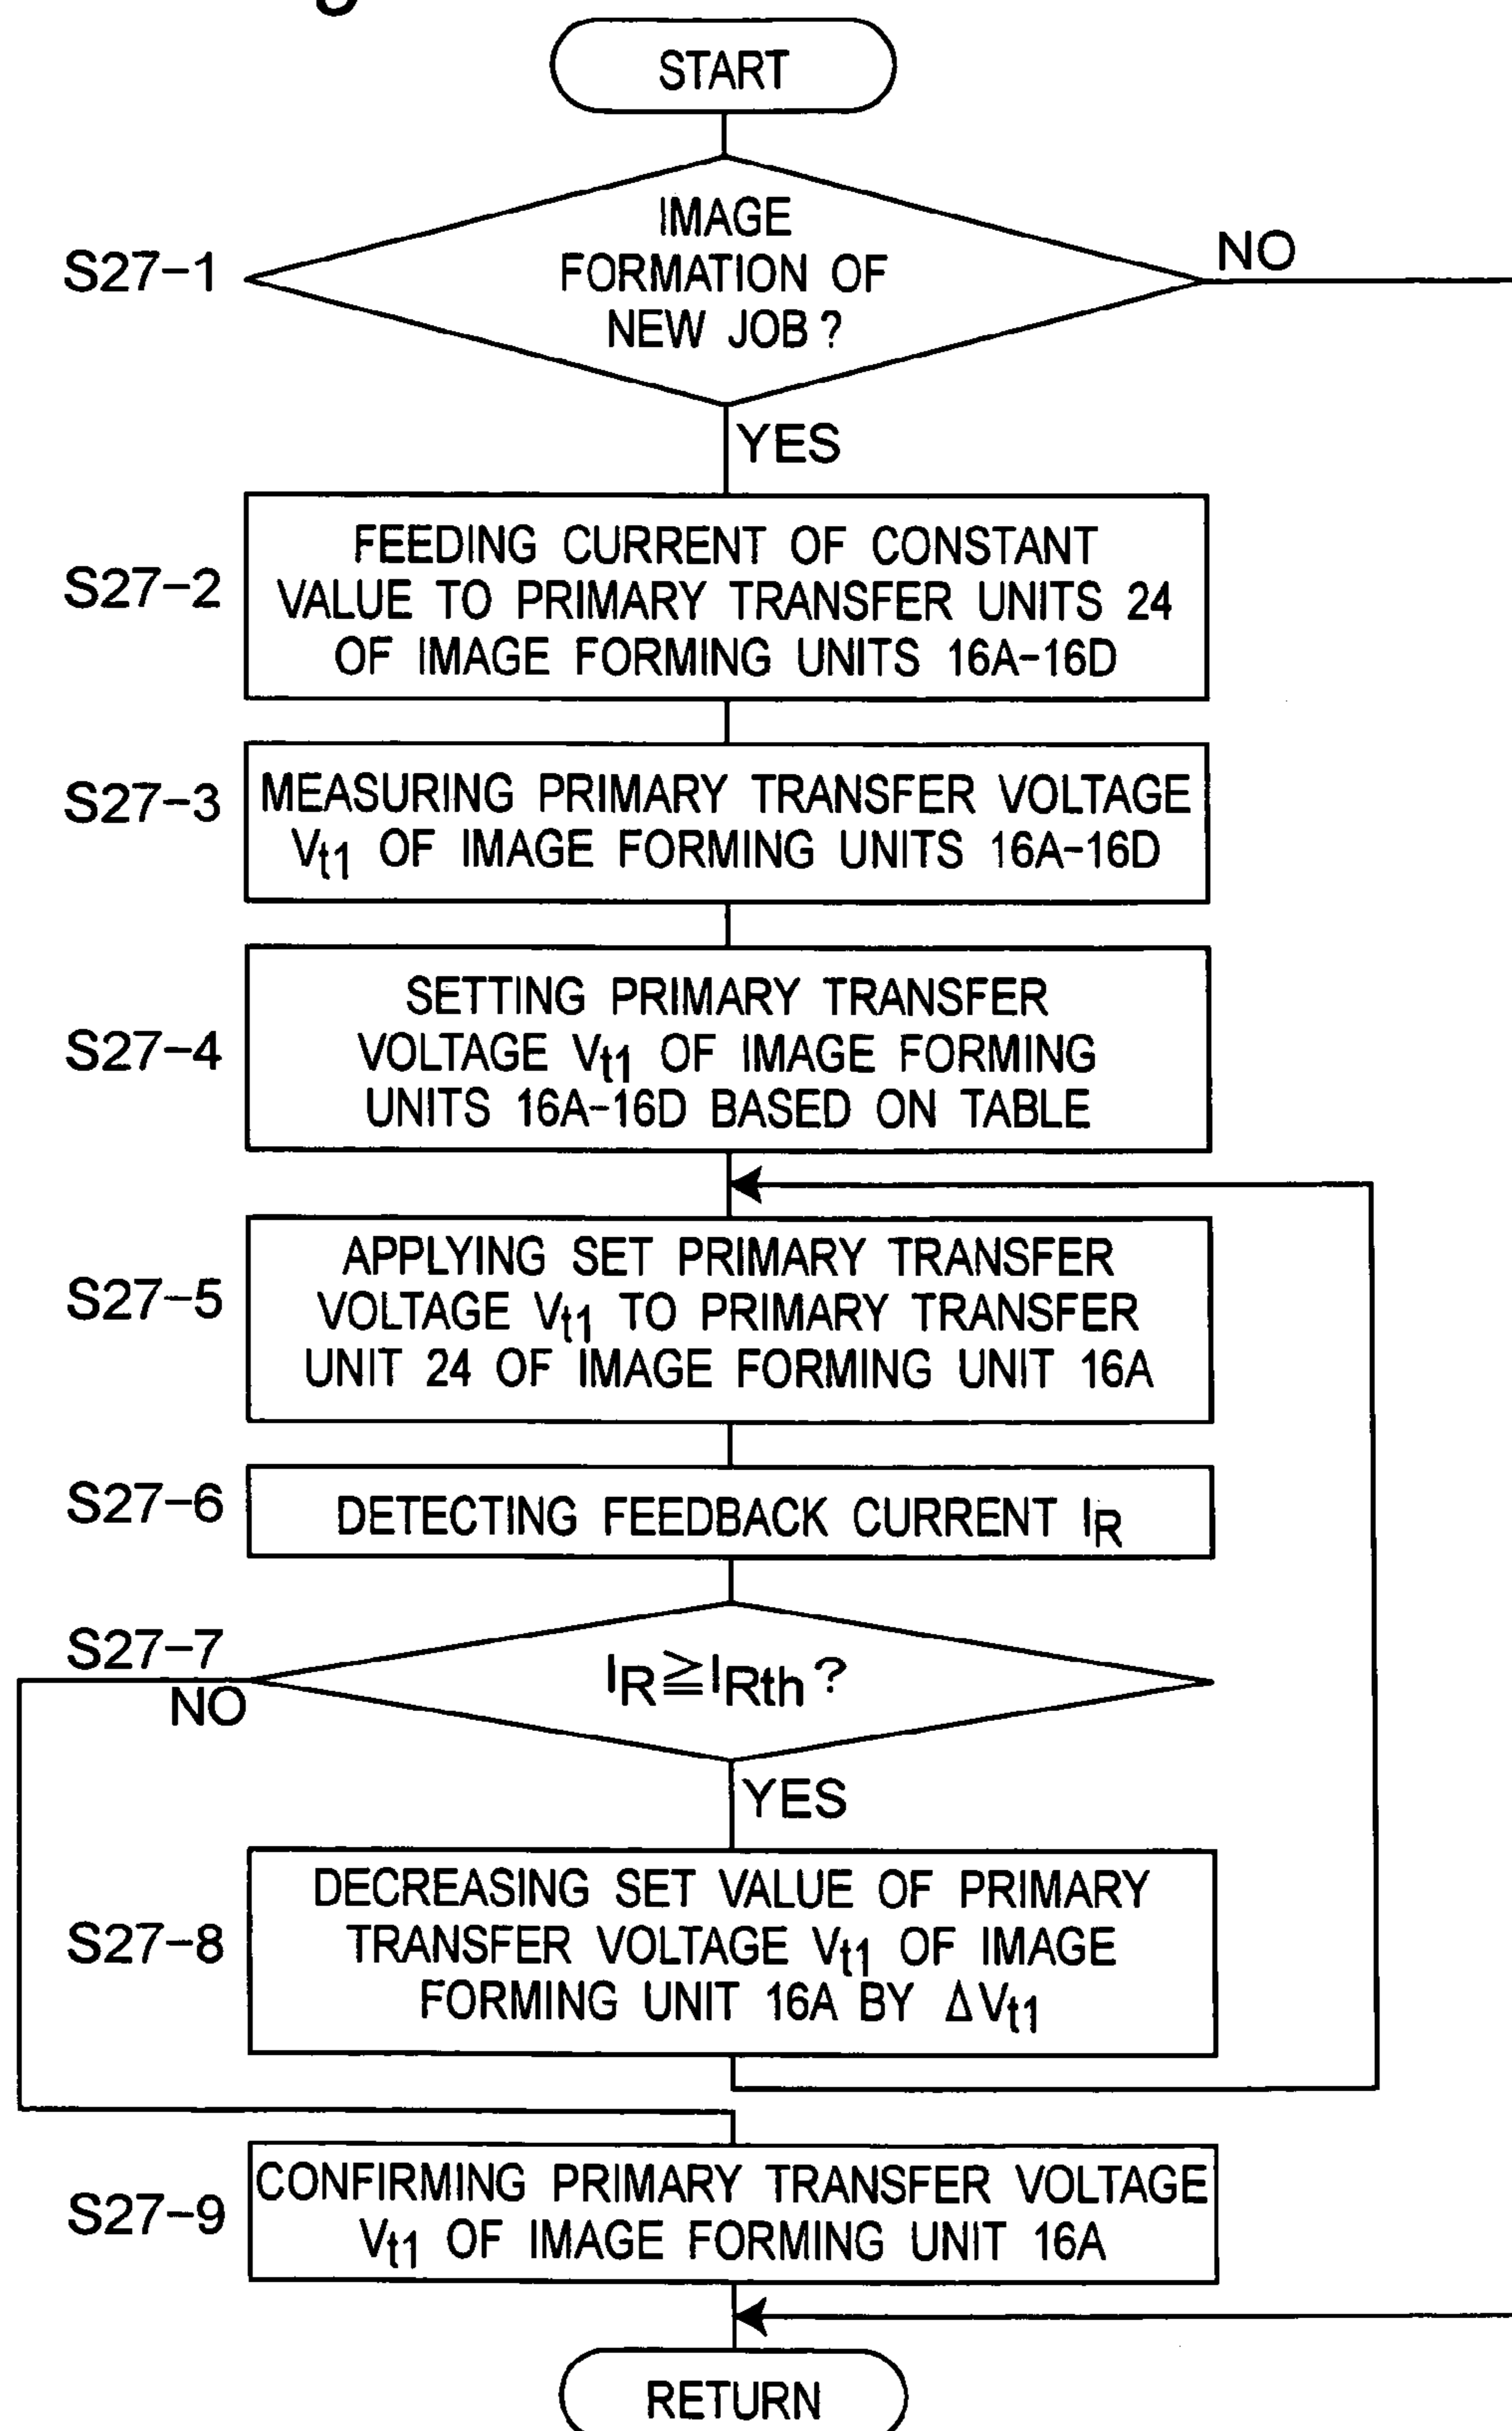 START
S27-1
IMAGE
FORMATION OF
NEW JOB ?
NO
YES
S27-2
FEEDING CURRENT OF CONSTANT
VALUE TO PRIMARY TRANSFER UNITS 24
OF IMAGE FORMING UNITS 16A-16D
S27-3
MEASURING PRIMARY TRANSFER VOLTAGE
Vt1 OF IMAGE FORMING UNITS 16A-16D
S27-4
SETTING PRIMARY TRANSFER
VOLTAGE Vt1 OF IMAGE FORMING
UNITS 16A-16D BASED ON TABLE
S27-5
APPLYING SET PRIMARY TRANSFER
VOLTAGE Vt1 TO PRIMARY TRANSFER
UNIT 24 OF IMAGE FORMING UNIT 16A
S27-6
DETECTING FEEDBACK CURRENT IR
S27-7
NO
IR≧IRth ?
YES
S27-8
DECREASING SET VALUE OF PRIMARY
TRANSFER VOLTAGE Vt1 OF IMAGE
FORMING UNIT 16A BY ΔVt1
S27-9
CONFIRMING PRIMARY TRANSFER VOLTAGE
Vt1 OF IMAGE FORMING UNIT 16A
RETURN